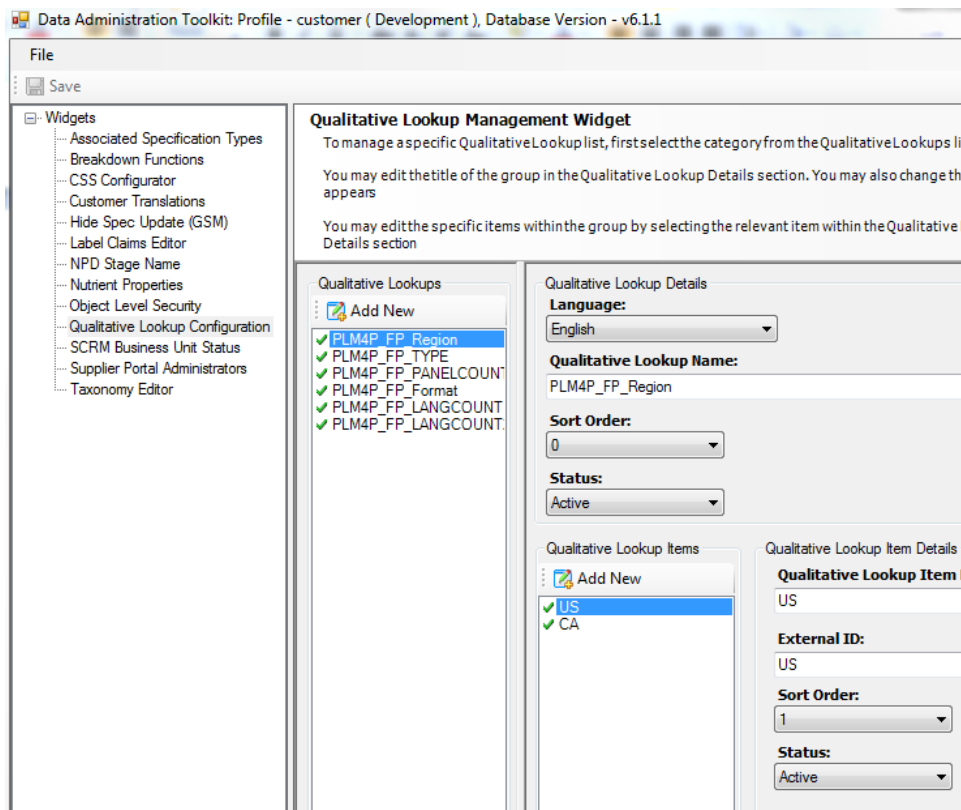 Data Administration Toolkit: Profile - customer ( Development ), Database Version - v6.1.1
File
Save
Widgets
Associated Specification Types
Breakdown Functions
CSS Configurator
Customer Translations
Hide Spec Update (GSM)
Label Claims Editor
NPD Stage Name
Nutrient Properties
Object Level Security
Qualitative Lookup Configuration
SCRM Business Unit Status
Supplier Portal Administrators
Taxonomy Editor
Qualitative Lookup Management Widget
To manage a specific Qualitative Lookup list, first select the category from the Qualitative Lookups li
You may edit the title of the group in the Qualitative Lookup Details section. You may also change th
appears
You may edit the specific items within the group by selecting the relevant item within the Qualitative
Details section
Qualitative Lookups
Add New
PLM4P_FP_Region
PLM4P_FP_TYPE
PLM4P_FP_PANELCOUNT
PLM4P_FP_Format
PLM4P_FP_LANGCOUNT
PLM4P_FP_LANGCOUNT
Qualitative Lookup Details
Language:
English
Qualitative Lookup Name:
PLM4P_FP_Region
Sort Order:
0
Status:
Active
Qualitative Lookup Items
Add New
US
CA
Qualitative Lookup Item Details
Qualitative Lookup Item
US
External ID:
US
Sort Order:
1
Status:
Active